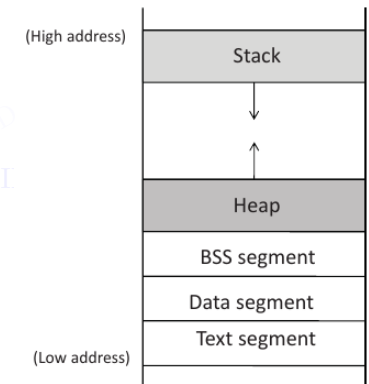 (High address)
Stack
Heap
BSS segment
Data segment
Text segment
(Low address)